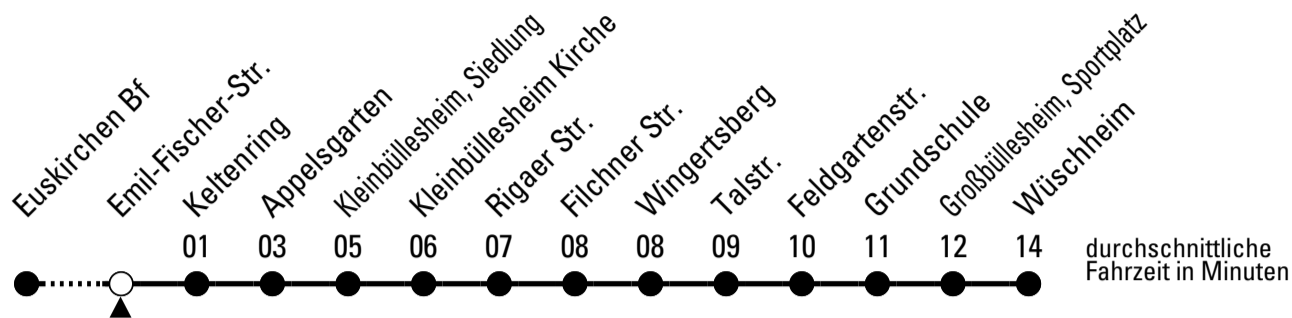 Euskirchen Bf
Emil-Fischer-Str.
Keltenring
Appelsgarten
Kleinbüllesheim, Siedlung
Kleinbüllesheim Kirche
Rigaer Str.
Filchner Str.
Wingertsberg
Talstr.
Feldgartenstr.
Grundschule
Großbüllesheim, Sportplatz
Wüschheim
01 03 05 06 07 08 08 09 10 11 12 14
durchschnittliche
Fahrzeit in Minuten